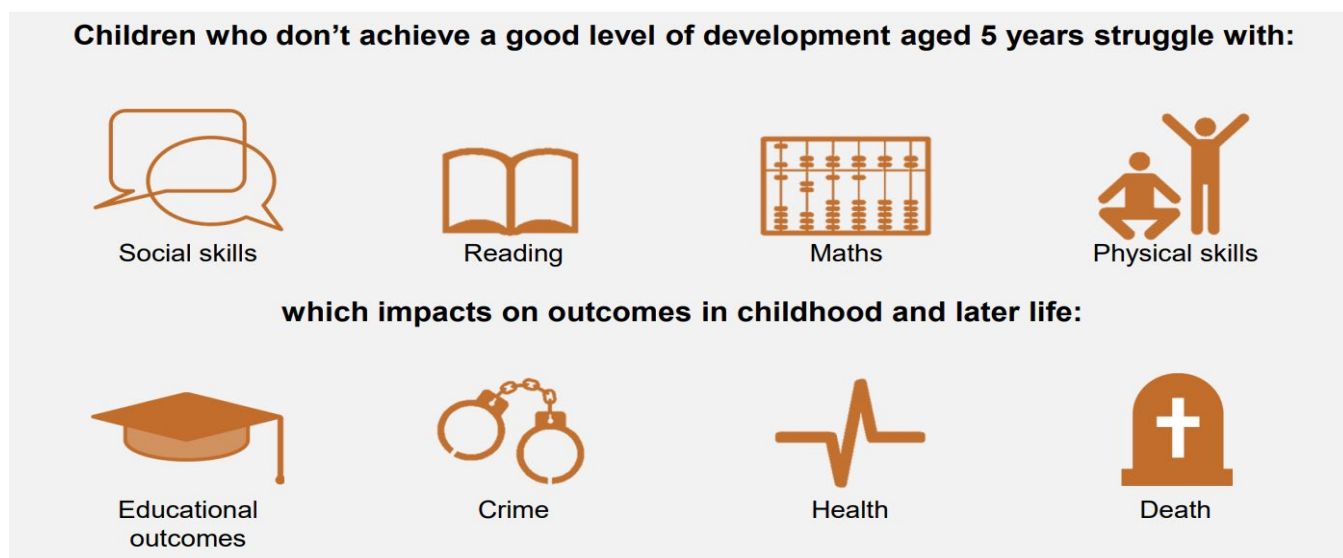 Children who don’t achieve a good level of development aged 5 years struggle with:
Social skills
Reading
Maths
Physical skills
which impacts on outcomes in childhood and later life:
Educational
outcomes
Crime
Health
Death